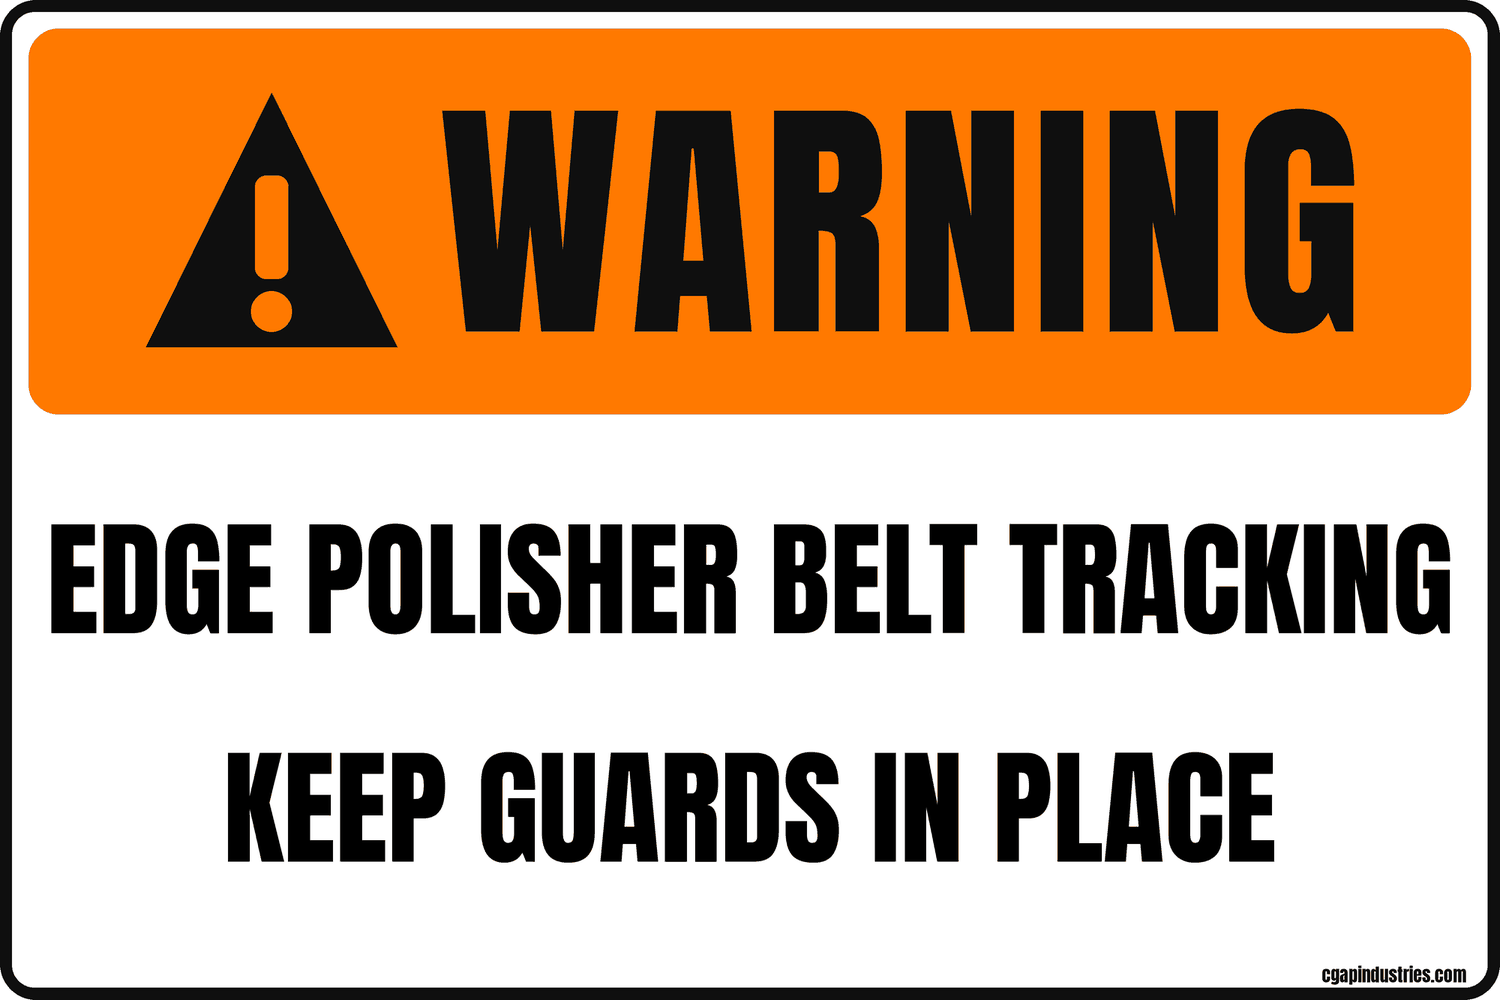 WARNING
EDGE POLISHER BELT TRACKING
KEEP GUARDS IN PLACE
cgapindustries.com